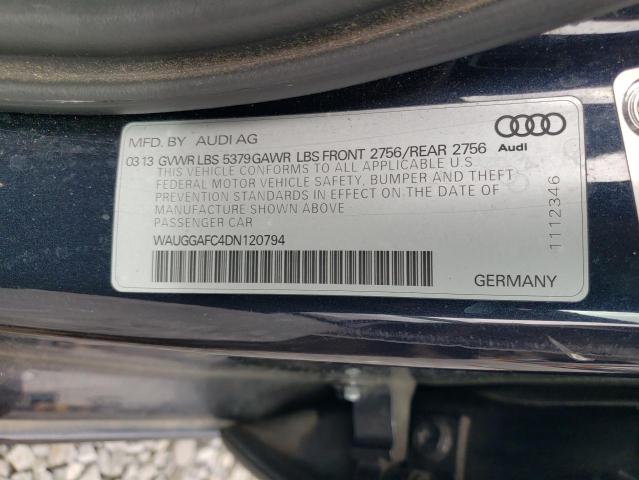 MFD. BY AUDI AG
Audi
03 13 GVWR LBS 5379 GAWR LBS FRONT 2756/REAR 2756
THIS VEHICLE CONFORMS TO ALL APPLICABLE U S
FEDERAL MOTOR VEHICLE SAFETY, BUMPER AND THEFT
PREVENTION STANDARDS IN EFFECT ON THE DATE OF
MANUFACTURE SHOWN ABOVE
PASSENGER CAR
WAUGGAFC4DN120794
GERMANY
1112346